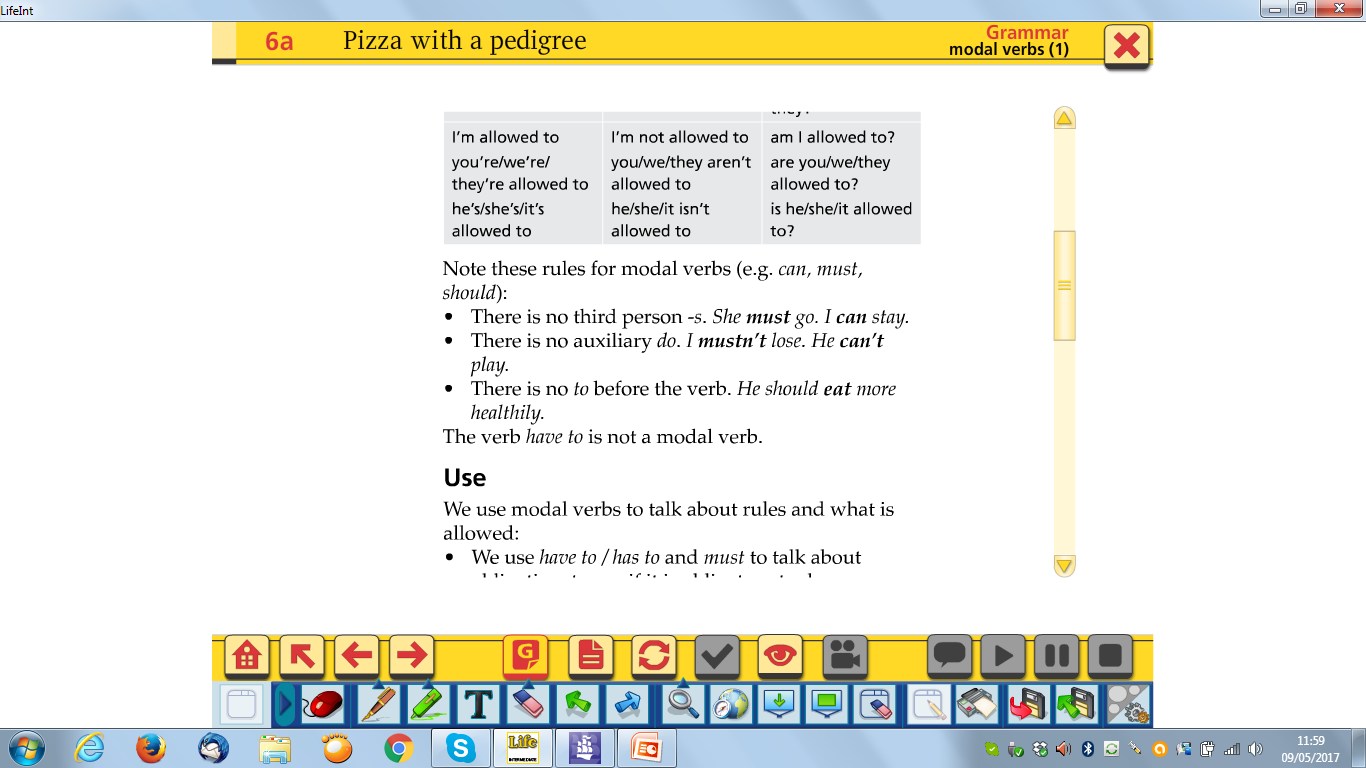 LifeInt
6a Pizza with a pedigree
Grammar
modal verbs (1)
they?
I'm allowed to I'm not allowed to am I allowed to?
you're/we're/ you/we/they aren't are you/we/they
they're allowed to allowed to allowed to?
he's/she's/it's he/she/it isn't is he/she/it allowed
allowed to allowed to to?
Note these rules for modal verbs (e.g. can, must,
should):
• There is no third person -s. She must go. I can stay.
• There is no auxiliary do. I mustn't lose. He can't
play.
• There is no to before the verb. He should eat more
healthily.
The verb have to is not a modal verb.
Use
We use modal verbs to talk about rules and what is
allowed:
• We use have to / has to and must to talk about
G
T
Life
INTERMEDIATE
11:59
09/05/2017